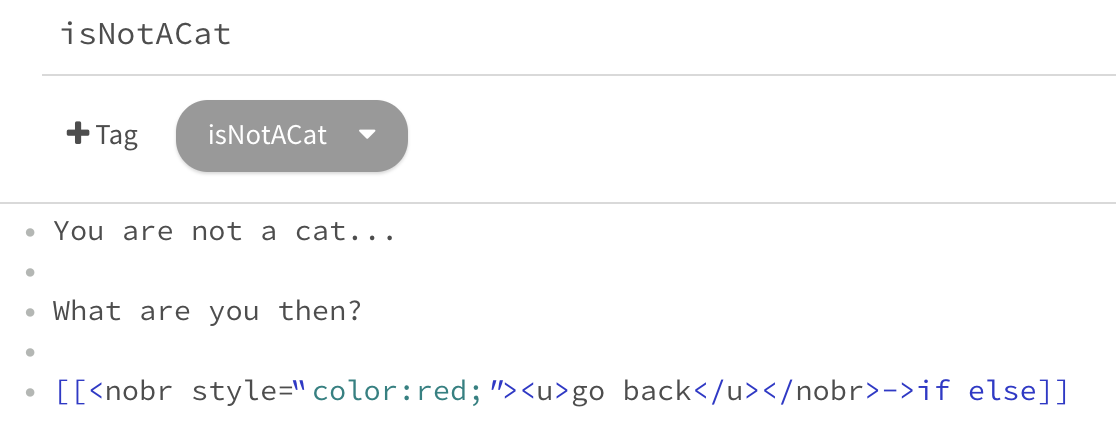 isNotACat
+ Tag isNotACat
You are not a cat...
What are you then?
[[<nobr style="color:red;"><u>go back</u></nobr>->if else]]